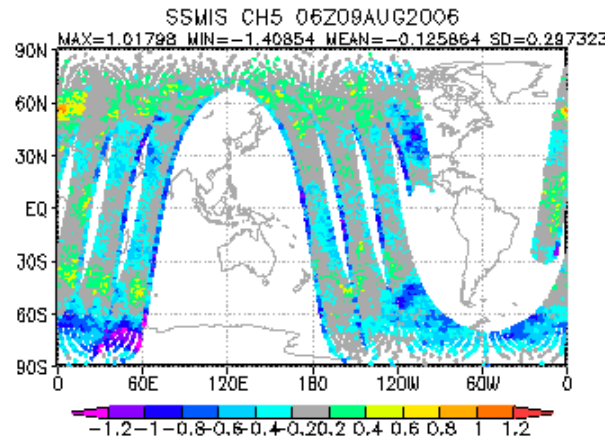 SSMIS CH5 06Z09AUG2006
MAX=1.01798 MIN=-1.40854 MEAN=-0.125864 SD=0.297323
90N
60N
30N
EQ
30S
60S
90S
0 60E 120E 180 120W 60W 0
-1.2 -1 -0.8 -0.6 -0.4 -0.2 0.2 0.4 0.6 0.8 1 1.2